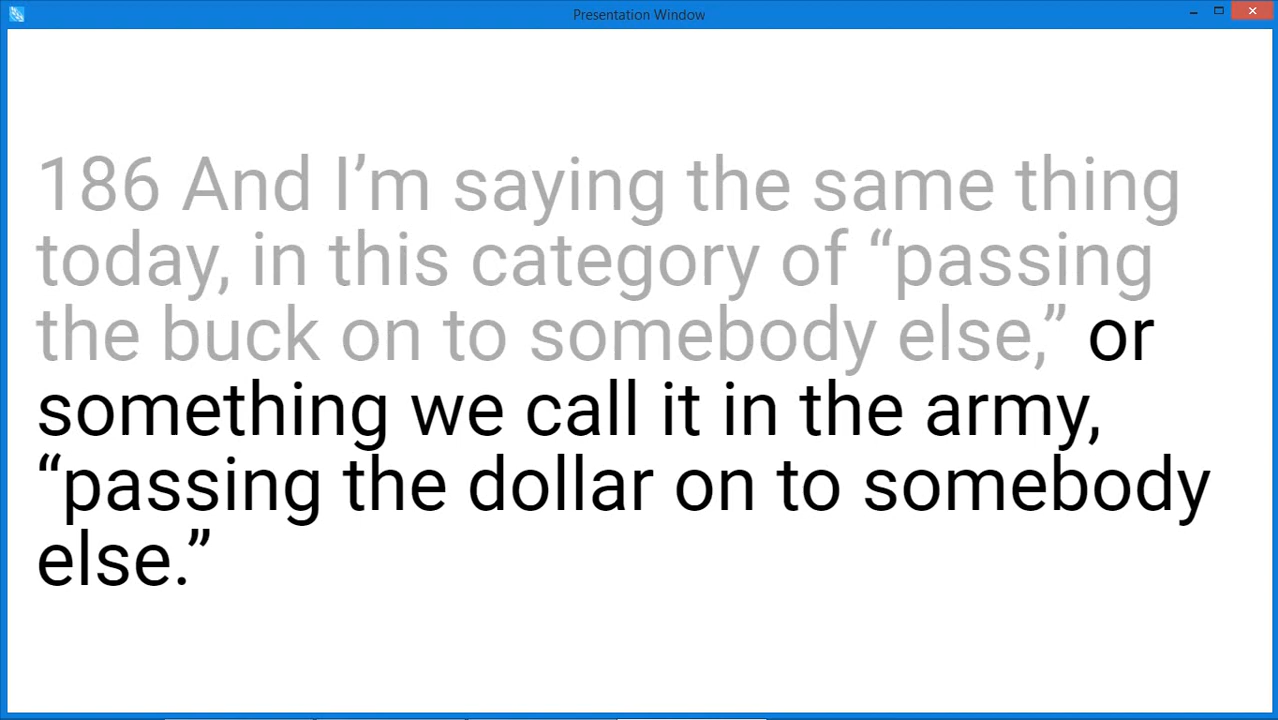 Presentation Window
186 And I’m saying the same thing
today, in this category of “passing
the buck on to somebody else,” or
something we call it in the army,
“passing the dollar on to somebody
else.”